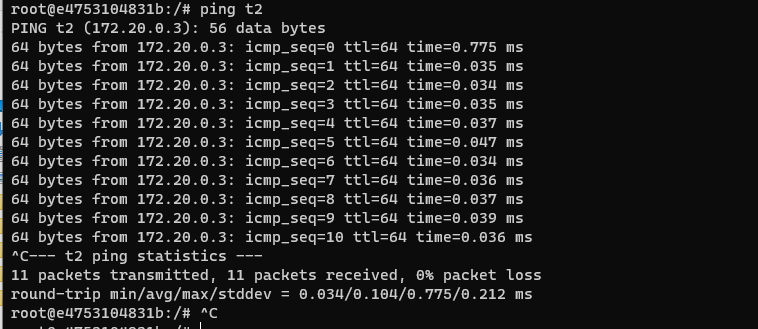 root@e4753104831b:/# ping t2
PING t2 (172.20.0.3): 56 data bytes
64 bytes from 172.20.0.3: icmp_seq=0 ttl=64 time=0.775 ms
64 bytes from 172.20.0.3: icmp_seq=1 ttl=64 time=0.035 ms
64 bytes from 172.20.0.3: icmp_seq=2 ttl=64 time=0.034 ms
64 bytes from 172.20.0.3: icmp_seq=3 ttl=64 time=0.035 ms
64 bytes from 172.20.0.3: icmp_seq=4 ttl=64 time=0.037 ms
64 bytes from 172.20.0.3: icmp_seq=5 ttl=64 time=0.047 ms
64 bytes from 172.20.0.3: icmp_seq=6 ttl=64 time=0.034 ms
64 bytes from 172.20.0.3: icmp_seq=7 ttl=64 time=0.036 ms
64 bytes from 172.20.0.3: icmp_seq=8 ttl=64 time=0.037 ms
64 bytes from 172.20.0.3: icmp_seq=9 ttl=64 time=0.039 ms
64 bytes from 172.20.0.3: icmp_seq=10 ttl=64 time=0.036 ms
^C--- t2 ping statistics ---
11 packets transmitted, 11 packets received, 0% packet loss
round-trip min/avg/max/stddev = 0.034/0.104/0.775/0.212 ms
root@e4753104831b:/# ^C